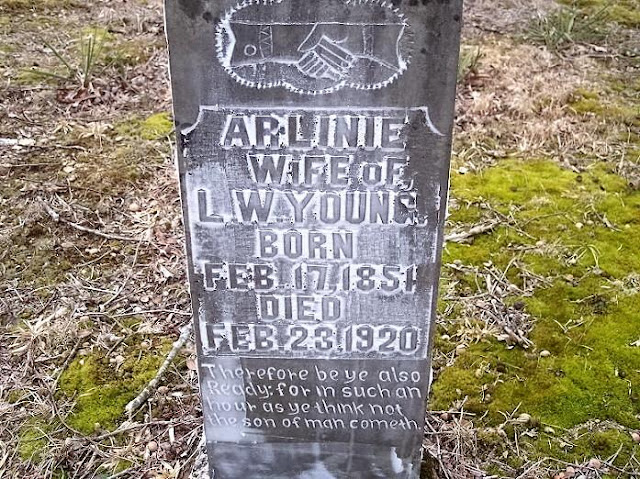 ARLINIE
WIFE OF
L.W.YOUNG.
BORN
FEB. 17, 1851
DIED
FEB. 23, 1920
Therefore be ye also
Ready: for in such an
hour as ye think not
the son of man cometh.